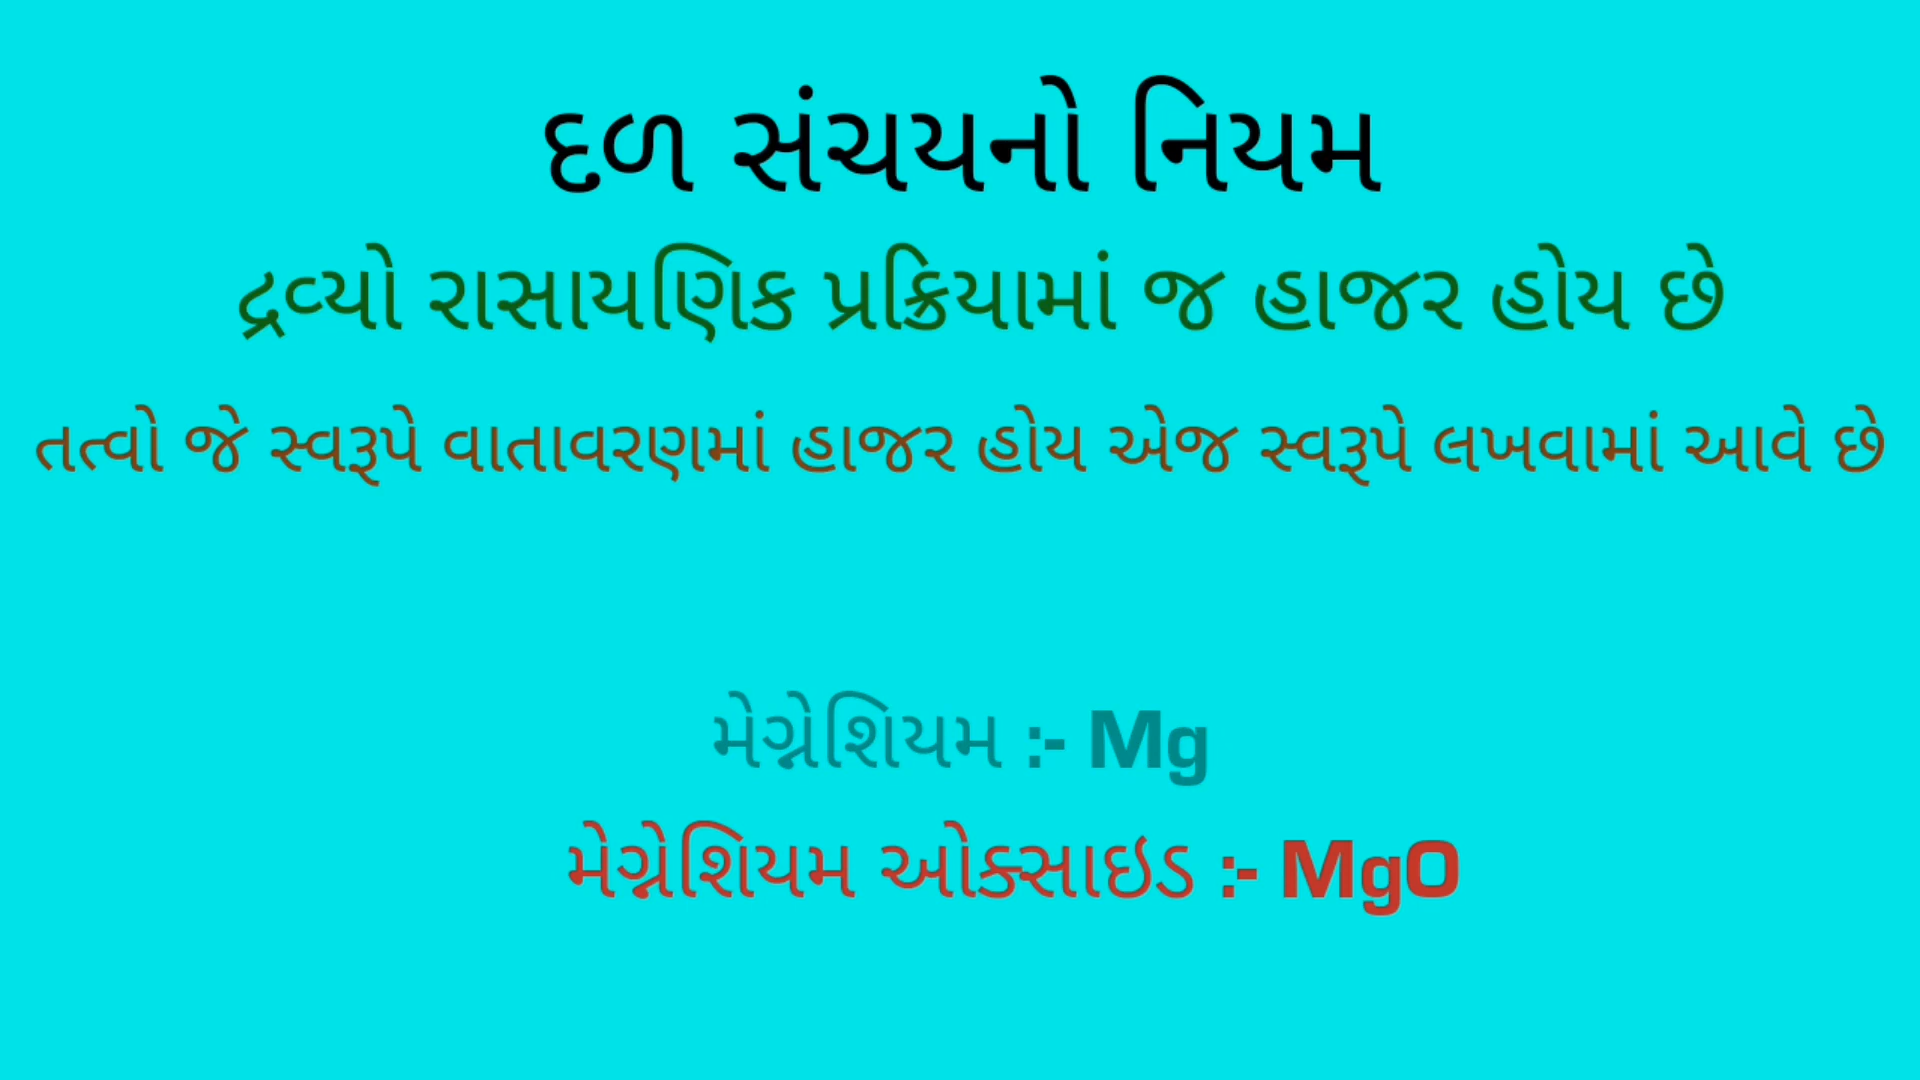 દળ સંચયનો નિયમ
દ્રવ્યો રાસાયણિક પ્રક્રિયામાં જ હાજર હોય છે
તત્વો જે સ્વરૂપે વાતાવરણમાં હાજર હોય એજ સ્વરૂપે લખવામાં આવે છે
મેગ્નેશિયમ :- Mg
મેગ્નેશિયમ ઓક્સાઇડ :- MgO